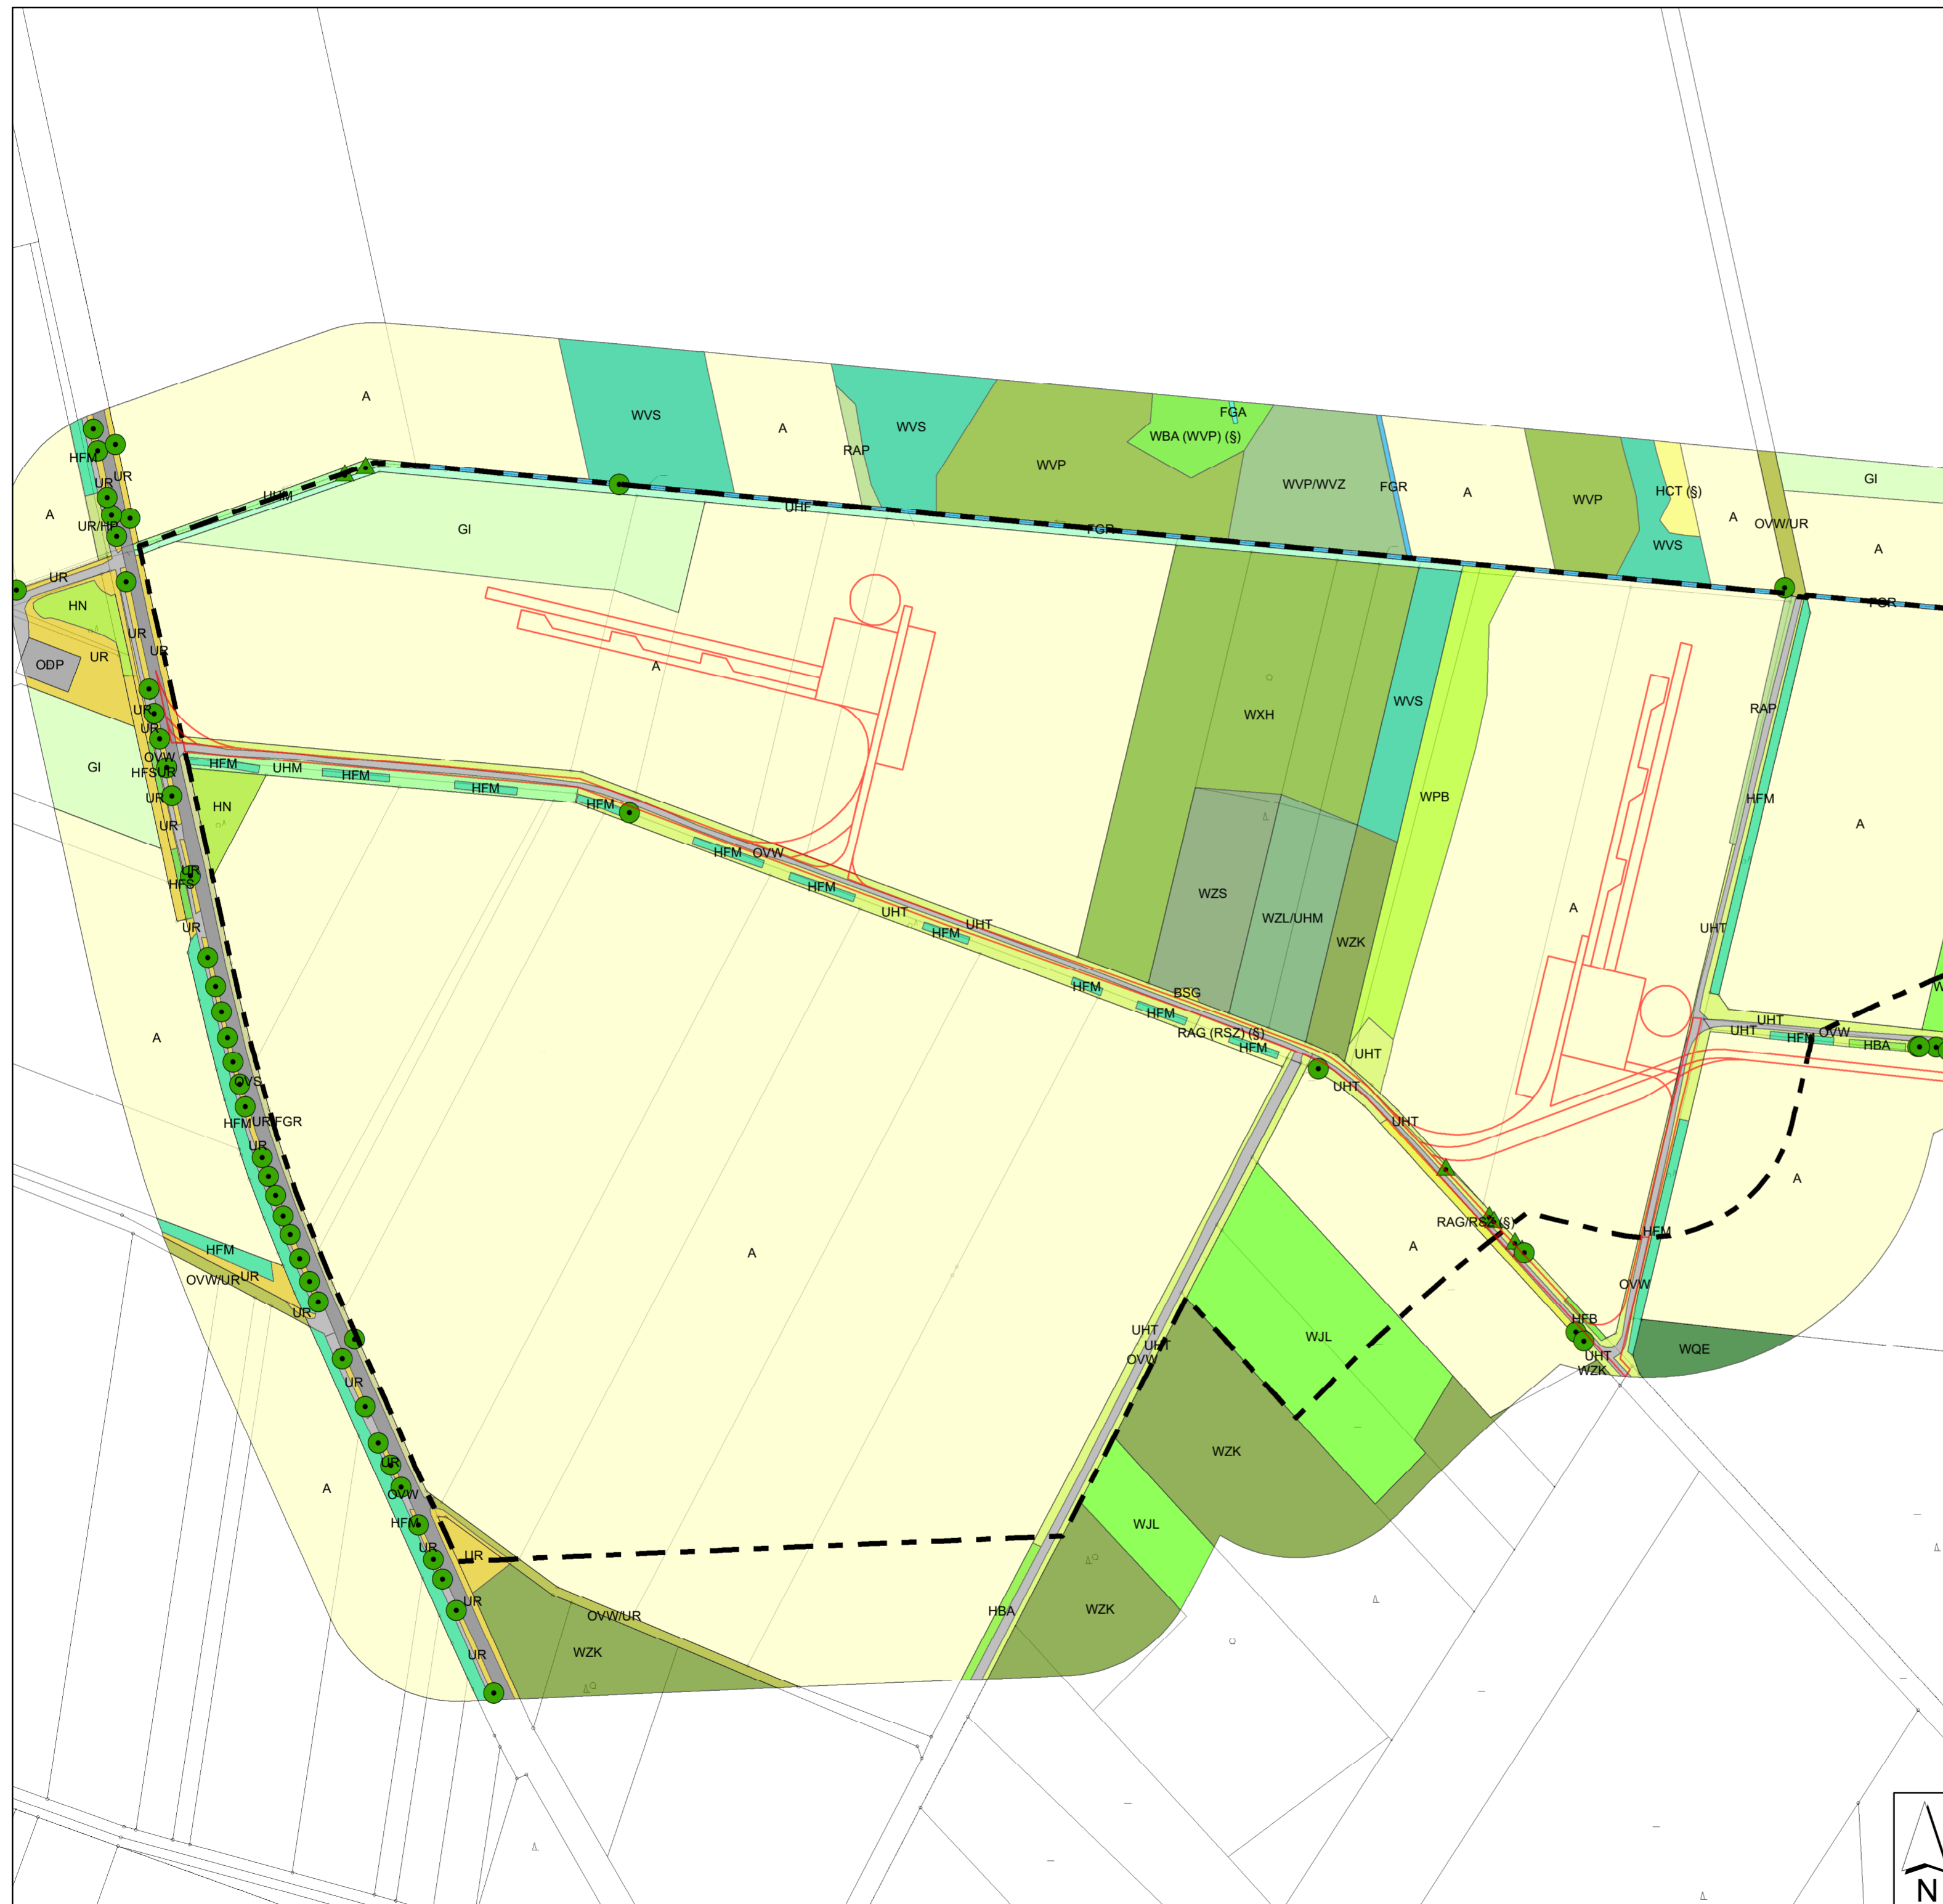 A
WVS
A
RAP
WVS
WVP
FGA
WBA (WVP) (§)
WVP/WVZ
FGR
A
WVP
HCT (§)
WVS
A
OVW/UR
GI
A
HFM
UR
UR
A
UR/HP
UHM
GI
UHF
FGR
FGR
UR
HN
UR
UR
UR
ODP
A
UR
UR
OVW
HFS
UR
GI
HFM
UHM
HFM
HFM
HFM
UR
HN
UR
WXH
WVS
WPB
RAP
HFM
A
HFM
OVW
HFM
UR
HFS
UR
UHT
UHT
HFM
WZS
WZL/UHM
WZK
A
UHT
HFM
BSG
HFM
RAG (RSZ) (§)
HFM
UHT
UHT
UHT
UHT
OVW
HFM
HBA
A
OVS
HFM
UR/FGR
UR
UHT
A
RAG/RSZ (§)
A
HFM
HFM
OVW/UR
UR
UR
A
OVW
HFB
UHT
WZK
WQE
UHT
UHT
OVW
WJL
UR
WZK
A
UR
OVW
HFM
UR
UR
WJL
UR
OVW/UR
HBA
WZK
UR
WZK
N